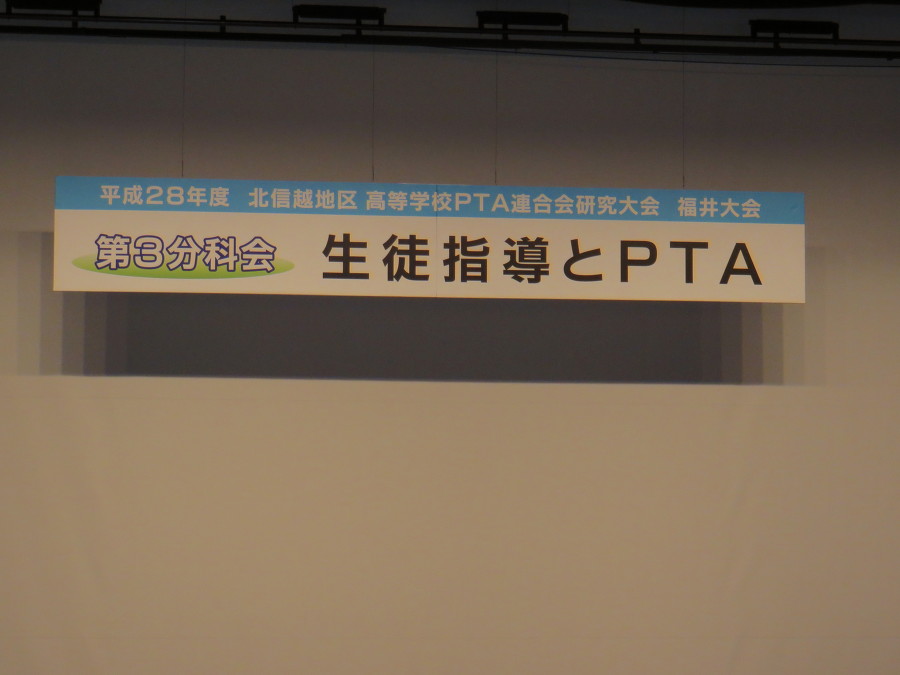 平成28年度 北信越地区 高等学校PTA連合会研究大会 福井大会
第3分科会 生徒指導とPTA